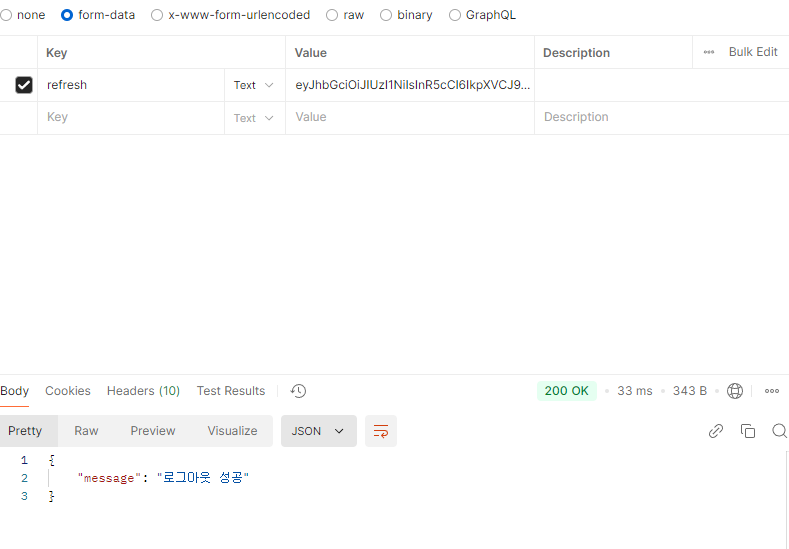 none form-data x-www-form-urlencoded raw binary GraphQL
Key Value Description Bulk Edit
refresh Text eyJhbGciOiJIUzI1NiIsInR5cCI6IkpXVCJ9...
Key Text Value Description
Body Cookies Headers (10) Test Results 200 OK 33 ms 343 B
Pretty Raw Preview Visualize JSON
1 {
2 "message": "로그아웃 성공"
3 }